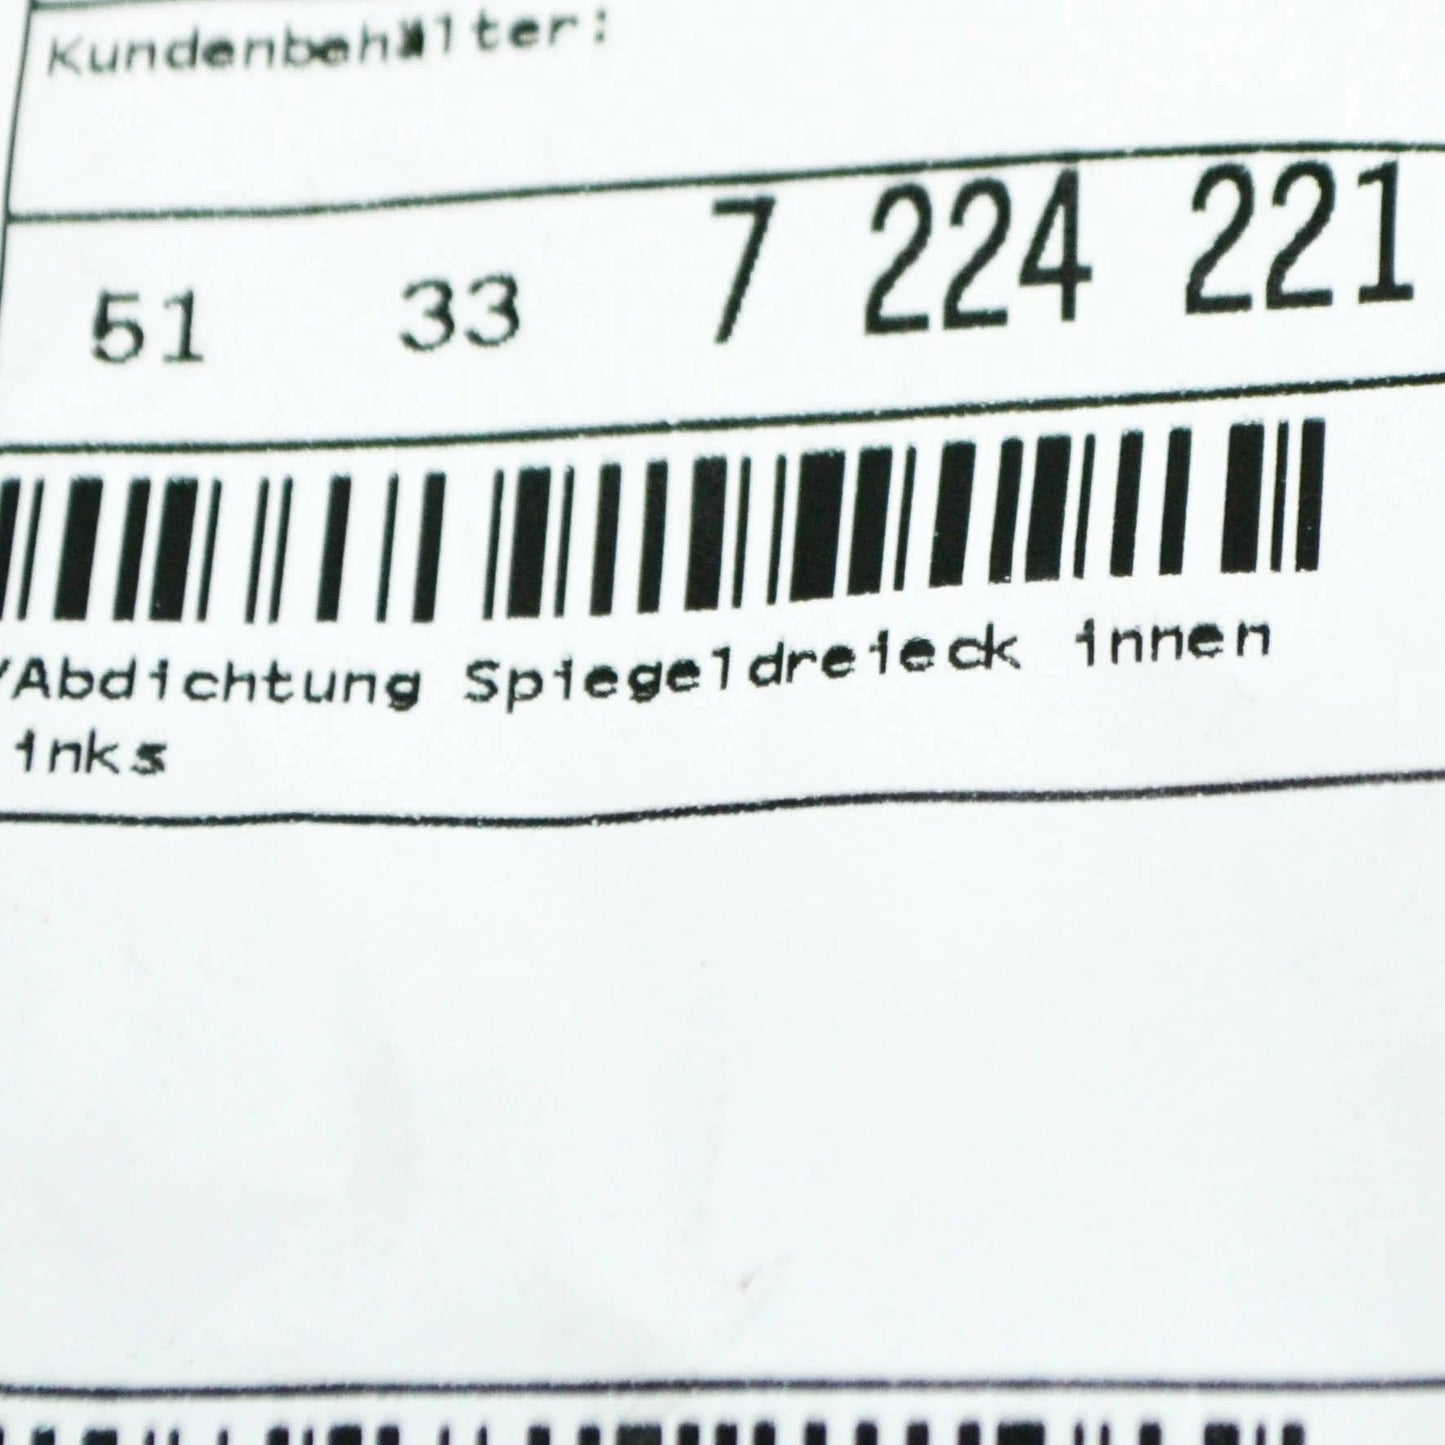 Kundenbehälter:
51 33 7 224 221
/Abdichtung Spiegeldreieck innen
inks